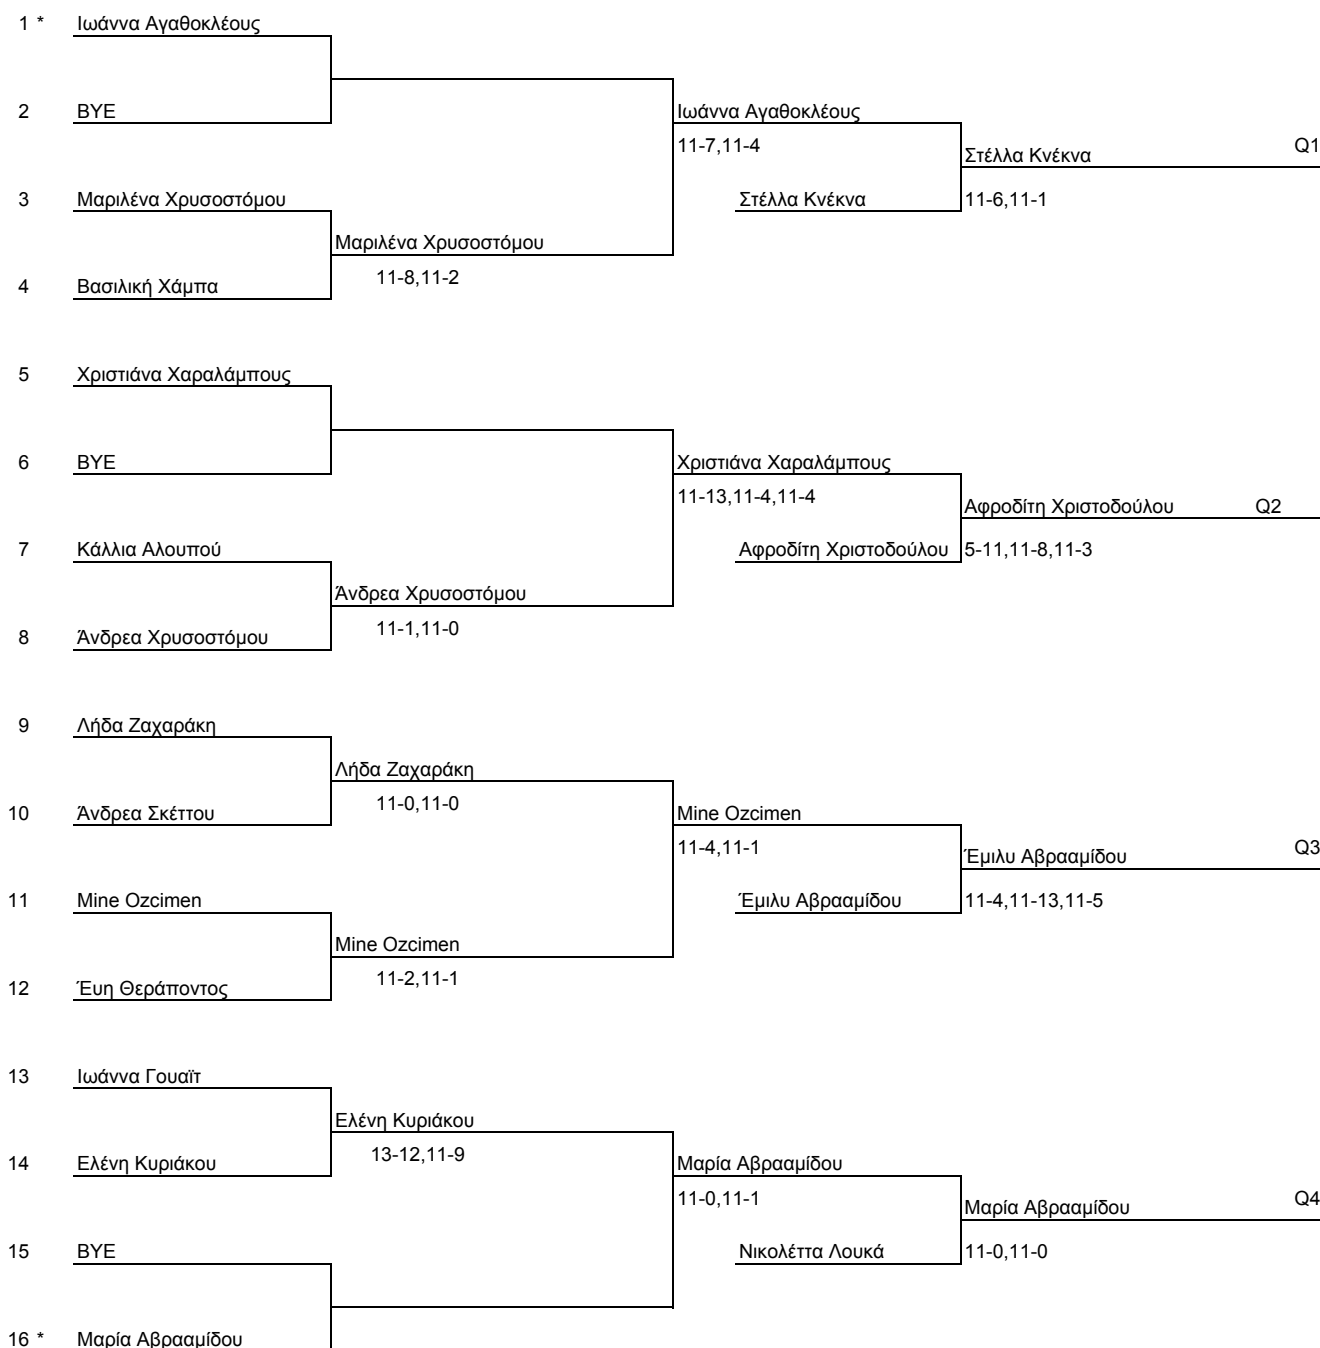 1 * Ιωάννα Αγαθοκλέους
2 BYE Ιωάννα Αγαθοκλέους
11-7,11-4 Στέλλα Κνέκνα Q1
3 Μαριλένα Χρυσοστόμου Στέλλα Κνέκνα 11-6,11-1
Μαριλένα Χρυσοστόμου
4 Βασιλική Χάμπα 11-8,11-2
5 Χριστιάνα Χαραλάμπους
6 BYE Χριστιάνα Χαραλάμπους
11-13,11-4,11-4 Αφροδίτη Χριστοδούλου Q2
7 Κάλλια Αλουπού Αφροδίτη Χριστοδούλου 5-11,11-8,11-3
Άνδρεα Χρυσοστόμου
8 Άνδρεα Χρυσοστόμου 11-1,11-0
9 Λήδα Ζαχαράκη
Λήδα Ζαχαράκη
10 Άνδρεα Σκέττου 11-0,11-0 Mine Ozcimen
11-4,11-1 Έμιλυ Αβρααμίδου Q3
11 Mine Ozcimen Έμιλυ Αβρααμίδου 11-4,11-13,11-5
Mine Ozcimen
12 Έυη Θεράποντος 11-2,11-1
13 Ιωάννα Γουαϊτ
Ελένη Κυριάκου
14 Ελένη Κυριάκου 13-12,11-9 Μαρία Αβρααμίδου
11-0,11-1 Μαρία Αβρααμίδου Q4
15 BYE Νικολέττα Λουκά 11-0,11-0
16 * Μαρία Αβρααμίδου